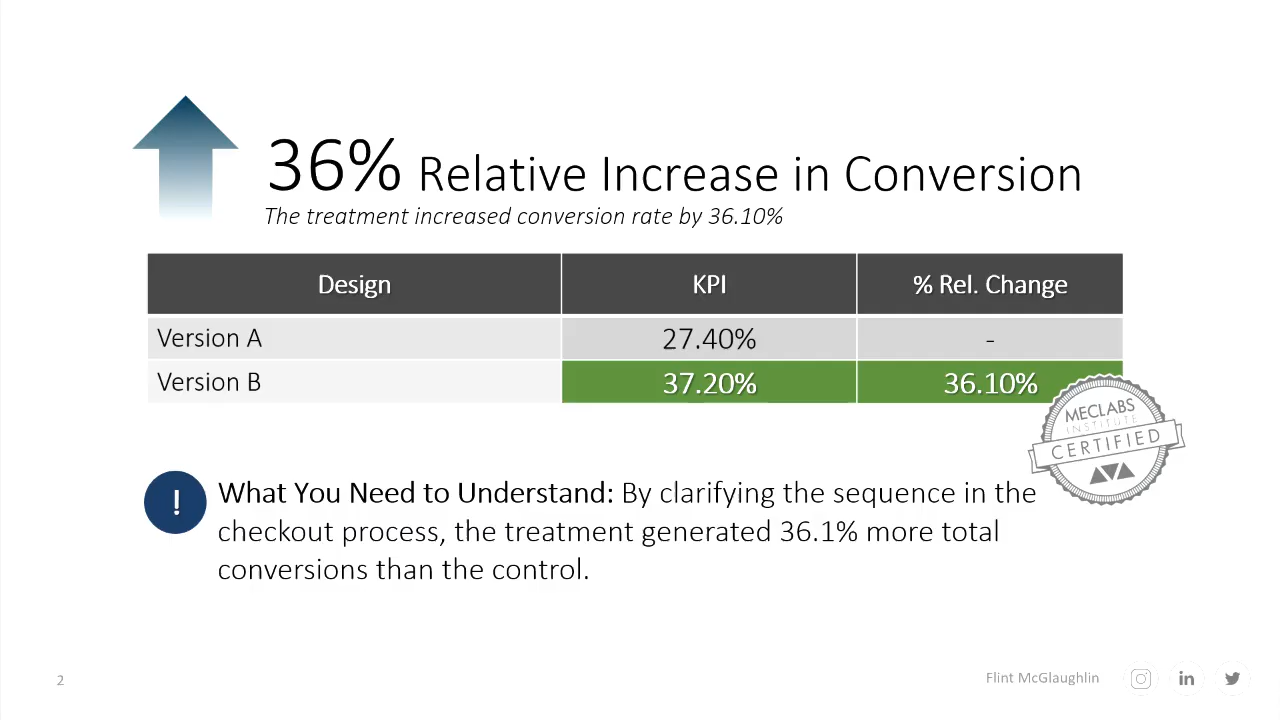 36% Relative Increase in Conversion
The treatment increased conversion rate by 36.10%
Design KPI % Rel. Change
Version A 27.40% -
Version B 37.20% 36.10%
MECLABS
INSTITUTE
CERTIFIED
! What You Need to Understand: By clarifying the sequence in the
checkout process, the treatment generated 36.1% more total
conversions than the control.
2
Flint McGlaughlin
in